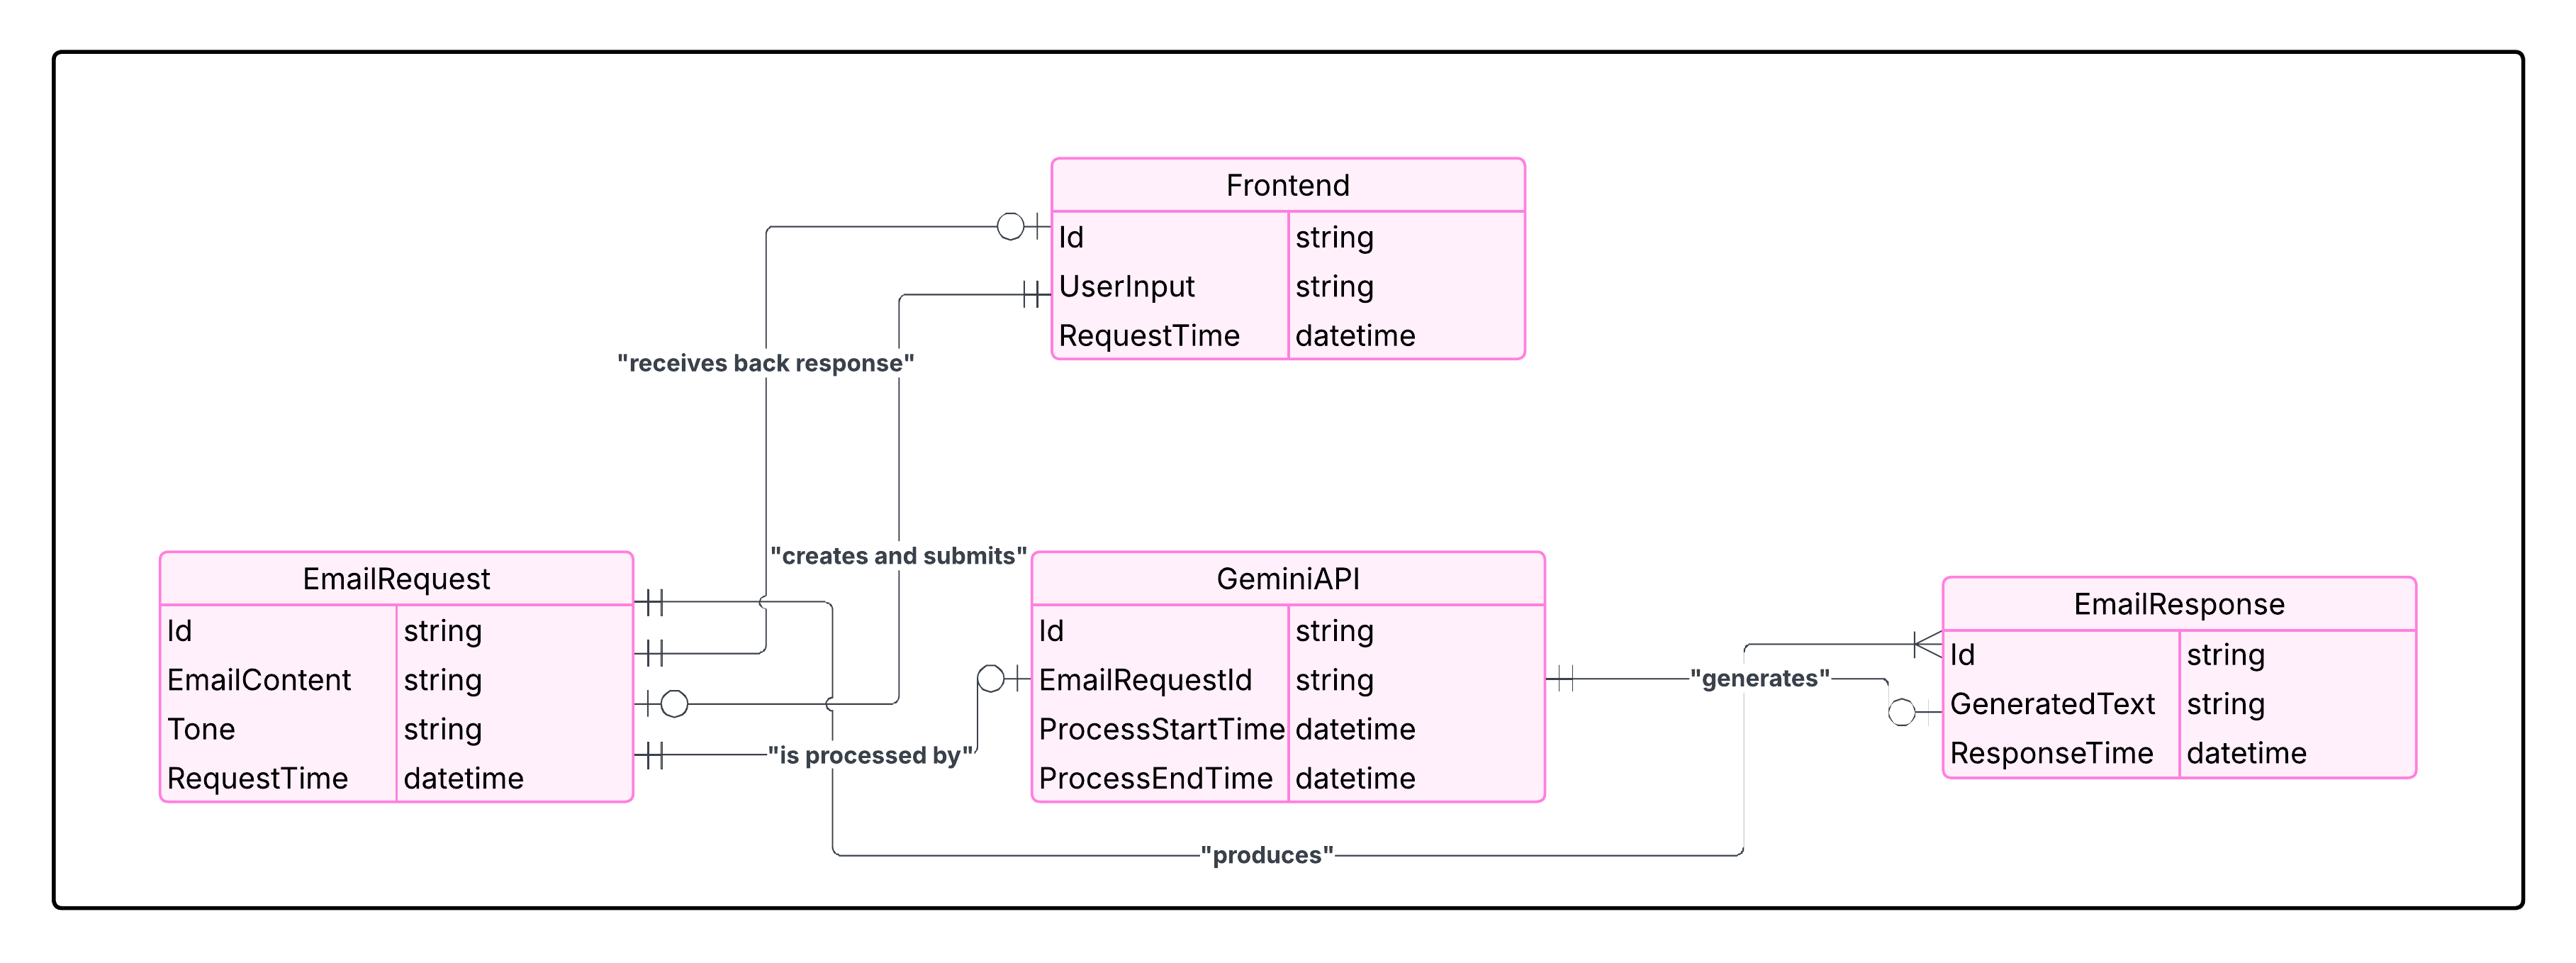 Frontend
Id string
UserInput string
RequestTime datetime
"receives back response"
"creates and submits"
EmailRequest
Id string
EmailContent string
Tone string
RequestTime datetime
"is processed by"
GeminiAPI
Id string
EmailRequestId string
ProcessStartTime datetime
ProcessEndTime datetime
"generates"
EmailResponse
Id string
GeneratedText string
ResponseTime datetime
"produces"